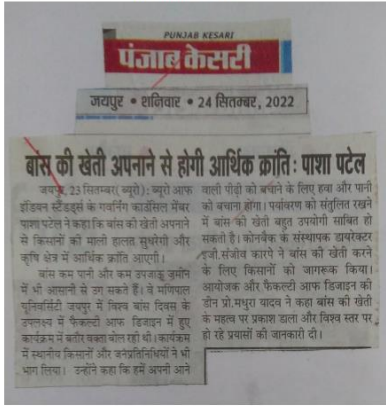 PUNJAB KESARI
पंजाब केसरी
जयपुर • शनिवार • 24 सितम्बर, 2022
बांस की खेती अपनाने से होगी आर्थिक क्रांति : पाशा पटेल
जयपुर, 23 सितम्बर (ब्यूरो) : ब्यूरो आफ
इंडियन स्टैंडर्ड्स के गवर्निंग काउंसिल मेंबर
पाशा पटेल ने कहा कि बांस की खेती अपनाने
से किसानों की माली हालत सुधरेगी और
कृषि क्षेत्र में आर्थिक क्रांति आएगी।
बांस कम पानी और कम उपजाऊ जमीन
में भी आसानी से उग सकते हैं। वे मणिपाल
यूनिवर्सिटी जयपुर में विश्व बांस दिवस के
उपलक्ष्य में फैकल्टी आफ डिजाइन में हुए
कार्यक्रम में बतौर वक्ता बोल रही थी। कार्यक्रम
में स्थानीय किसानों और जनप्रतिनिधियों ने भी
भाग लिया। उन्होंने कहा कि हमें अपनी आने
वाली पीढ़ी को बचाने के लिए हवा और पानी
को बचाना होगा। पर्यावरण को संतुलित रखने
में बांस की खेती बहुत उपयोगी साबित हो
सकती है। कोनबैक के संस्थापक डायरेक्टर
इंजी.संजीव कारपे ने बांस की खेती करने
के लिए किसानों को जागरूक किया।
आयोजक और फैकल्टी आफ डिजाइन की
डीन प्रो.मधुरा यादव ने कहा बांस की खेती
के महत्व पर प्रकाश डाला और विश्व स्तर पर
हो रहे प्रयासों की जानकारी दी।